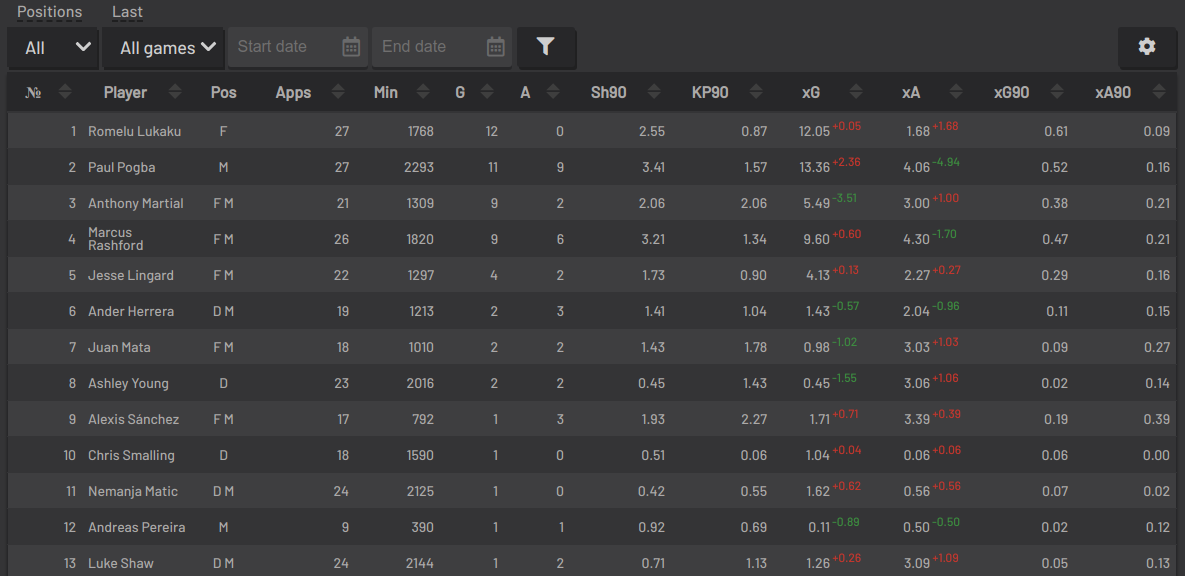 Positions Last
All All games Start date End date
№ Player Pos Apps Min G A Sh90 KP90 xG xA xG90 xA90
1 Romelu Lukaku F 27 1768 12 0 2.55 0.87 12.05+0.05 1.68+1.68 0.61 0.09
2 Paul Pogba M 27 2293 11 9 3.41 1.57 13.36+2.36 4.06-4.94 0.52 0.16
3 Anthony Martial F M 21 1309 9 2 2.06 2.06 5.49-3.51 3.00+1.00 0.38 0.21
4 Marcus
Rashford F M 26 1820 9 6 3.21 1.34 9.60+0.60 4.30-1.70 0.47 0.21
5 Jesse Lingard F M 22 1297 4 2 1.73 0.90 4.13+0.13 2.27+0.27 0.29 0.16
6 Ander Herrera D M 19 1213 2 3 1.41 1.04 1.43-0.57 2.04-0.96 0.11 0.15
7 Juan Mata F M 18 1010 2 2 1.43 1.78 0.98-1.02 3.03+1.03 0.09 0.27
8 Ashley Young D 23 2016 2 2 0.45 1.43 0.45-1.55 3.06+1.06 0.02 0.14
9 Alexis Sánchez F M 17 792 1 3 1.93 2.27 1.71+0.71 3.39+0.39 0.19 0.39
10 Chris Smalling D 18 1590 1 0 0.51 0.06 1.04+0.04 0.06+0.06 0.06 0.00
11 Nemanja Matic D M 24 2125 1 0 0.42 0.55 1.62+0.62 0.56+0.56 0.07 0.02
12 Andreas Pereira M 9 390 1 1 0.92 0.69 0.11-0.89 0.50-0.50 0.02 0.12
13 Luke Shaw D M 24 2144 1 2 0.71 1.13 1.26+0.26 3.09+1.09 0.05 0.13